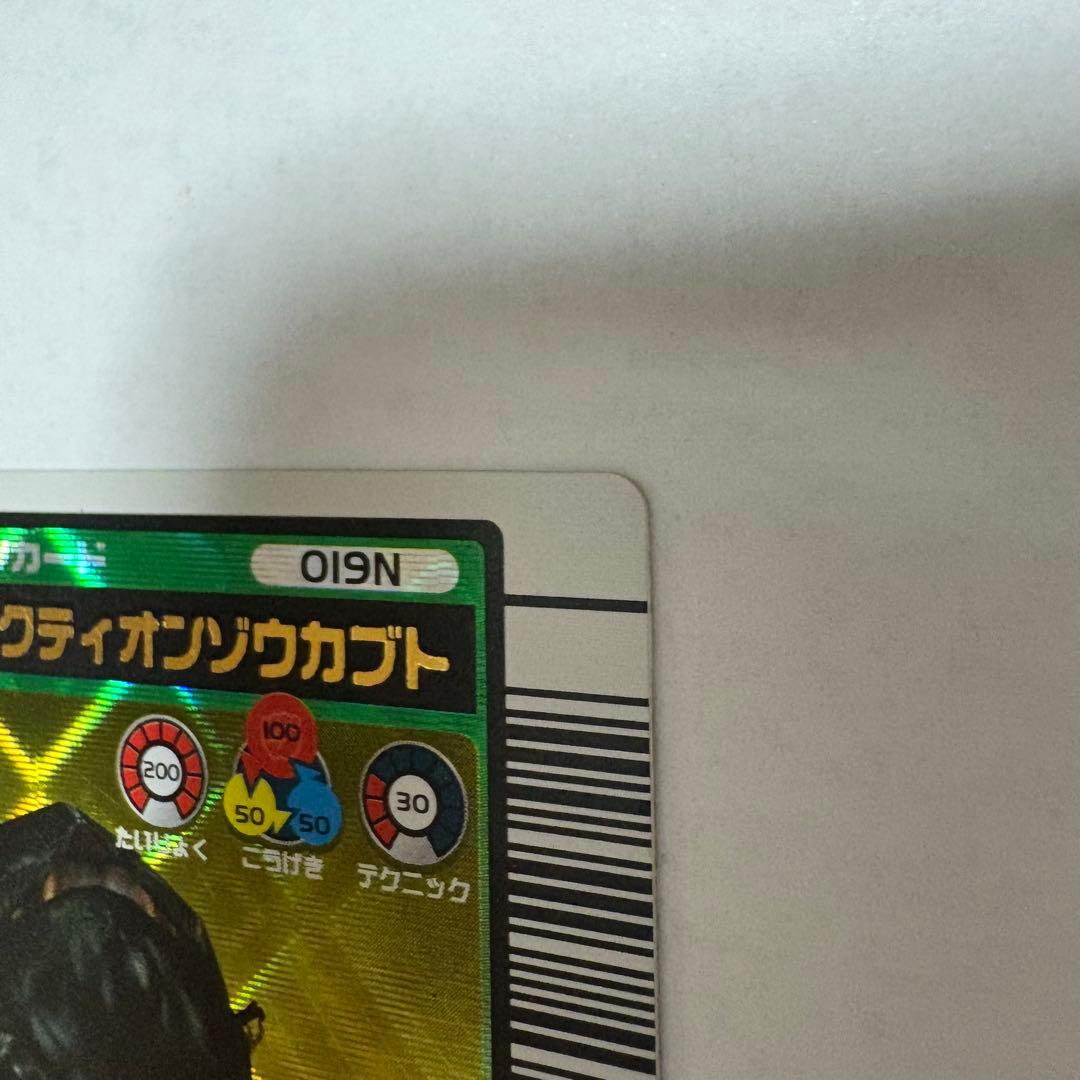 カード
019N
クティオンゾウカブト
200
100
50
50
30
たいりょく
こうげき
テクニック